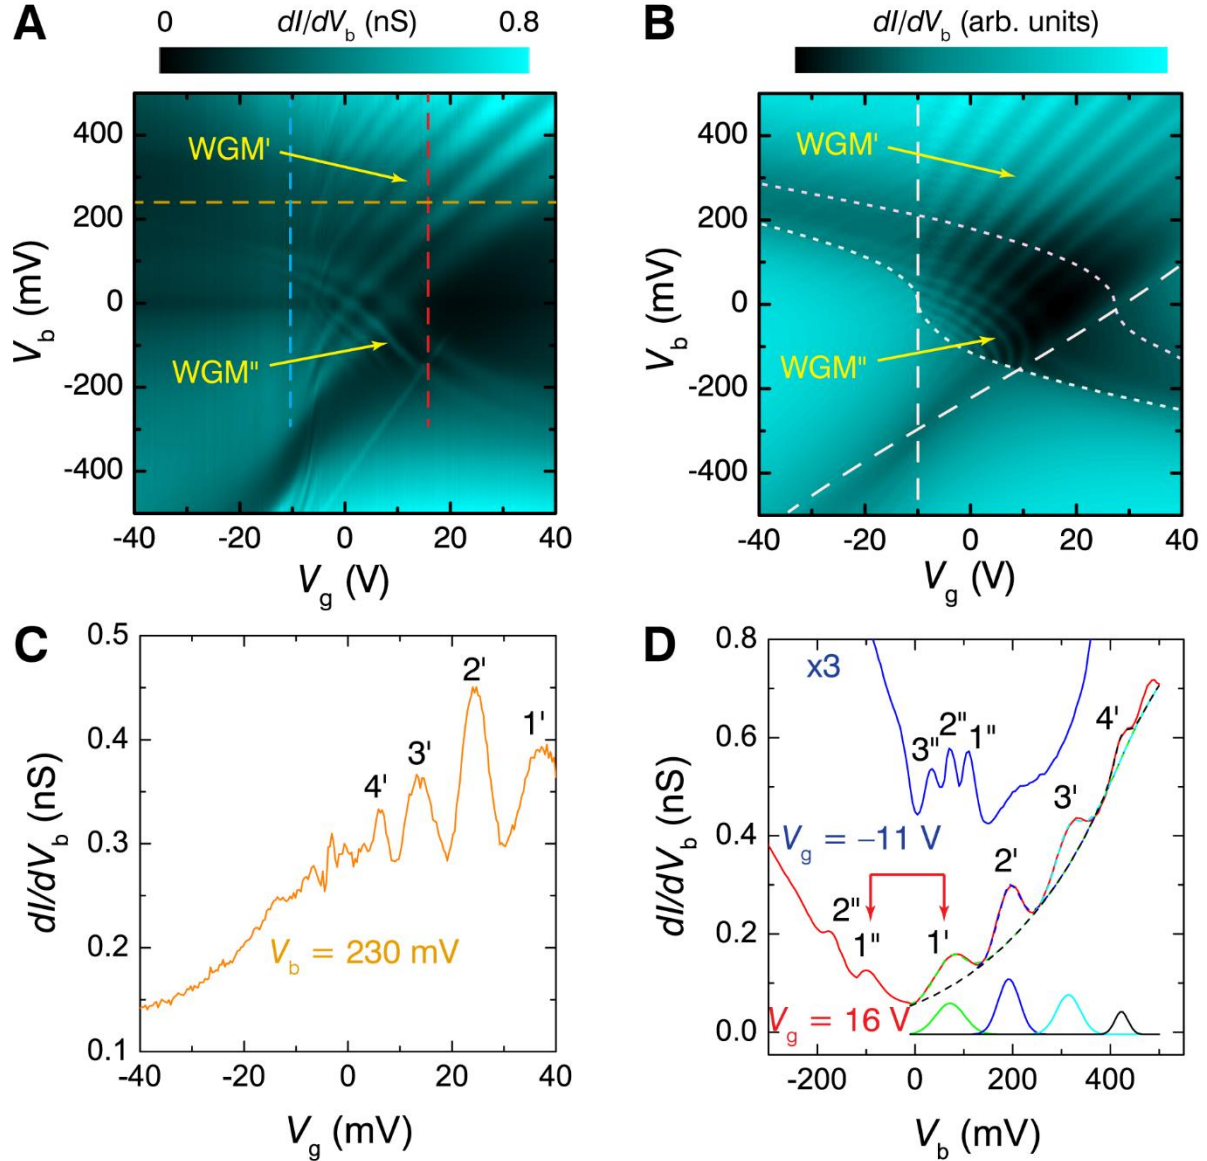 A
0 dI/dVb (nS) 0.8
400
200
0
-200
-400
Vb (mV)
WGM'
WGM"
-40 -20 0 20 40
Vg (V)
B
dI/dVb (arb. units)
400
200
0
-200
-400
Vb (mV)
WGM'
WGM"
-40 -20 0 20 40
Vg (V)
C
0.5
0.4
0.3
0.2
0.1
dI/dVb (nS)
4'
3'
2'
1'
Vb = 230 mV
-40 -20 0 20 40
Vg (mV)
D
0.8
0.6
0.4
0.2
0.0
dI/dVb (nS)
x3
3" 2" 1"
Vg = −11 V
2"
1"
1'
2'
3'
4'
Vg = 16 V
-200 0 200 400
Vb (mV)